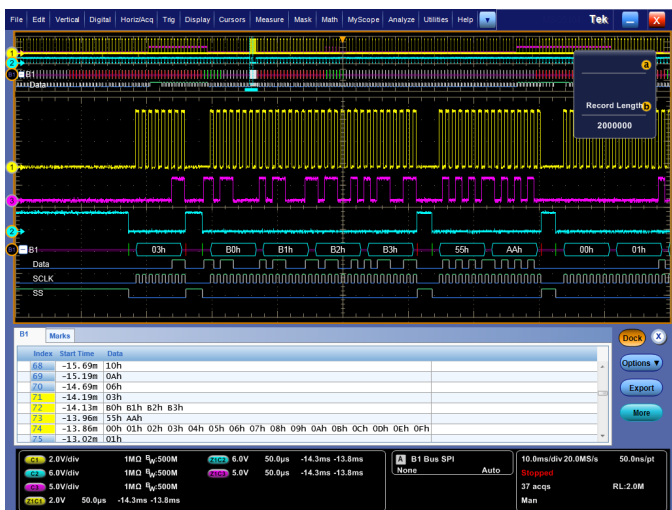 File Edit Vertical Digital Horiz/Acq Trig Display Cursors Measure Mask Math MyScope Analyze Utilities Help Tek X
1
2
B1 B1
Data
a
Record Length b
2000000
1
3
2
B1 B1 03h B0h B1h B2h B3h 55h AAh 00h 01h
Data
SCLK
SS
B1 Marks
Dock X
Index Start Time Data
68 -15.69m 10h
69 -15.19m 0Ah
70 -14.69m 06h
71 -14.19m 03h
72 -14.13m B0h B1h B2h B3h
73 -13.96m 55h AAh
74 -13.86m 00h 01h 02h 03h 04h 05h 06h 07h 08h 09h 0Ah 0Bh 0Ch 0Dh 0Eh 0Fh
75 -13.02m 01h
Options
Export
More
C1 2.0V/div 1MΩ BW:500M
C2 6.0V/div 1MΩ BW:500M
C3 5.0V/div 1MΩ BW:500M
Z1C1 2.0V 50.0µs -14.3ms -13.8ms
Z1C2 6.0V 50.0µs -14.3ms -13.8ms
Z1C3 5.0V 50.0µs -14.3ms -13.8ms
A B1 Bus SPI
None Auto
10.0ms/div 20.0MS/s 50.0ns/pt
Stopped
37 acqs RL:2.0M
Man